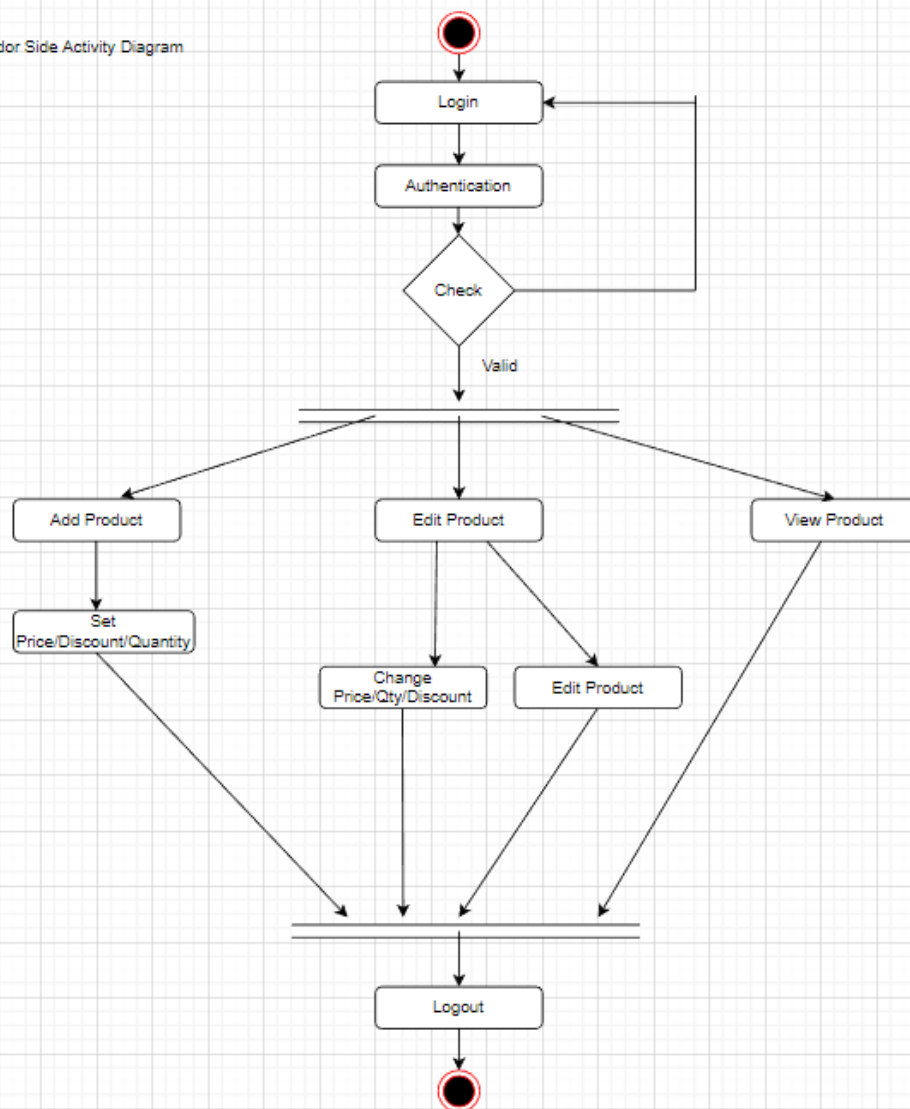 dor Side Activity Diagram
Login
Authentication
Check
Valid
Add Product
Edit Product
View Product
Set
Price/Discount/Quantity
Change
Price/Qty/Discount
Edit Product
Logout